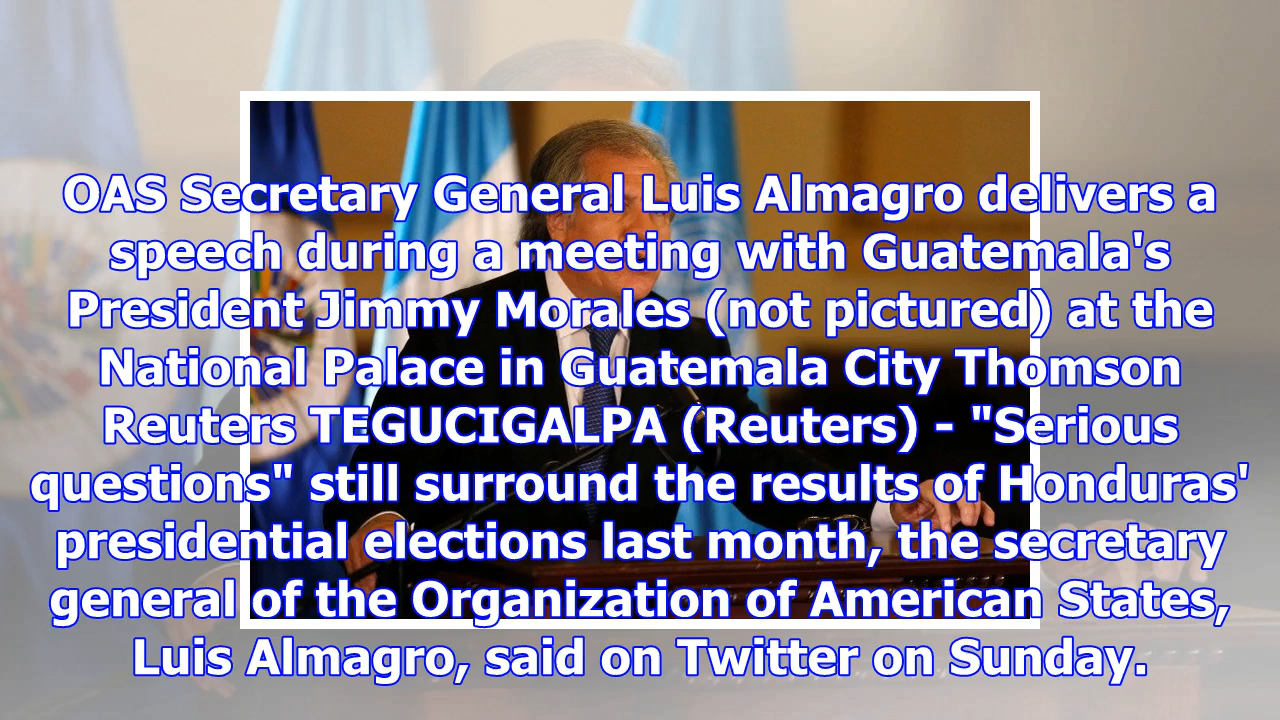 OAS Secretary General Luis Almagro delivers a
speech during a meeting with Guatemala's
President Jimmy Morales (not pictured) at the
National Palace in Guatemala City Thomson
Reuters TEGUCIGALPA (Reuters) - "Serious
questions" still surround the results of Honduras'
presidential elections last month, the secretary
general of the Organization of American States,
Luis Almagro, said on Twitter on Sunday.